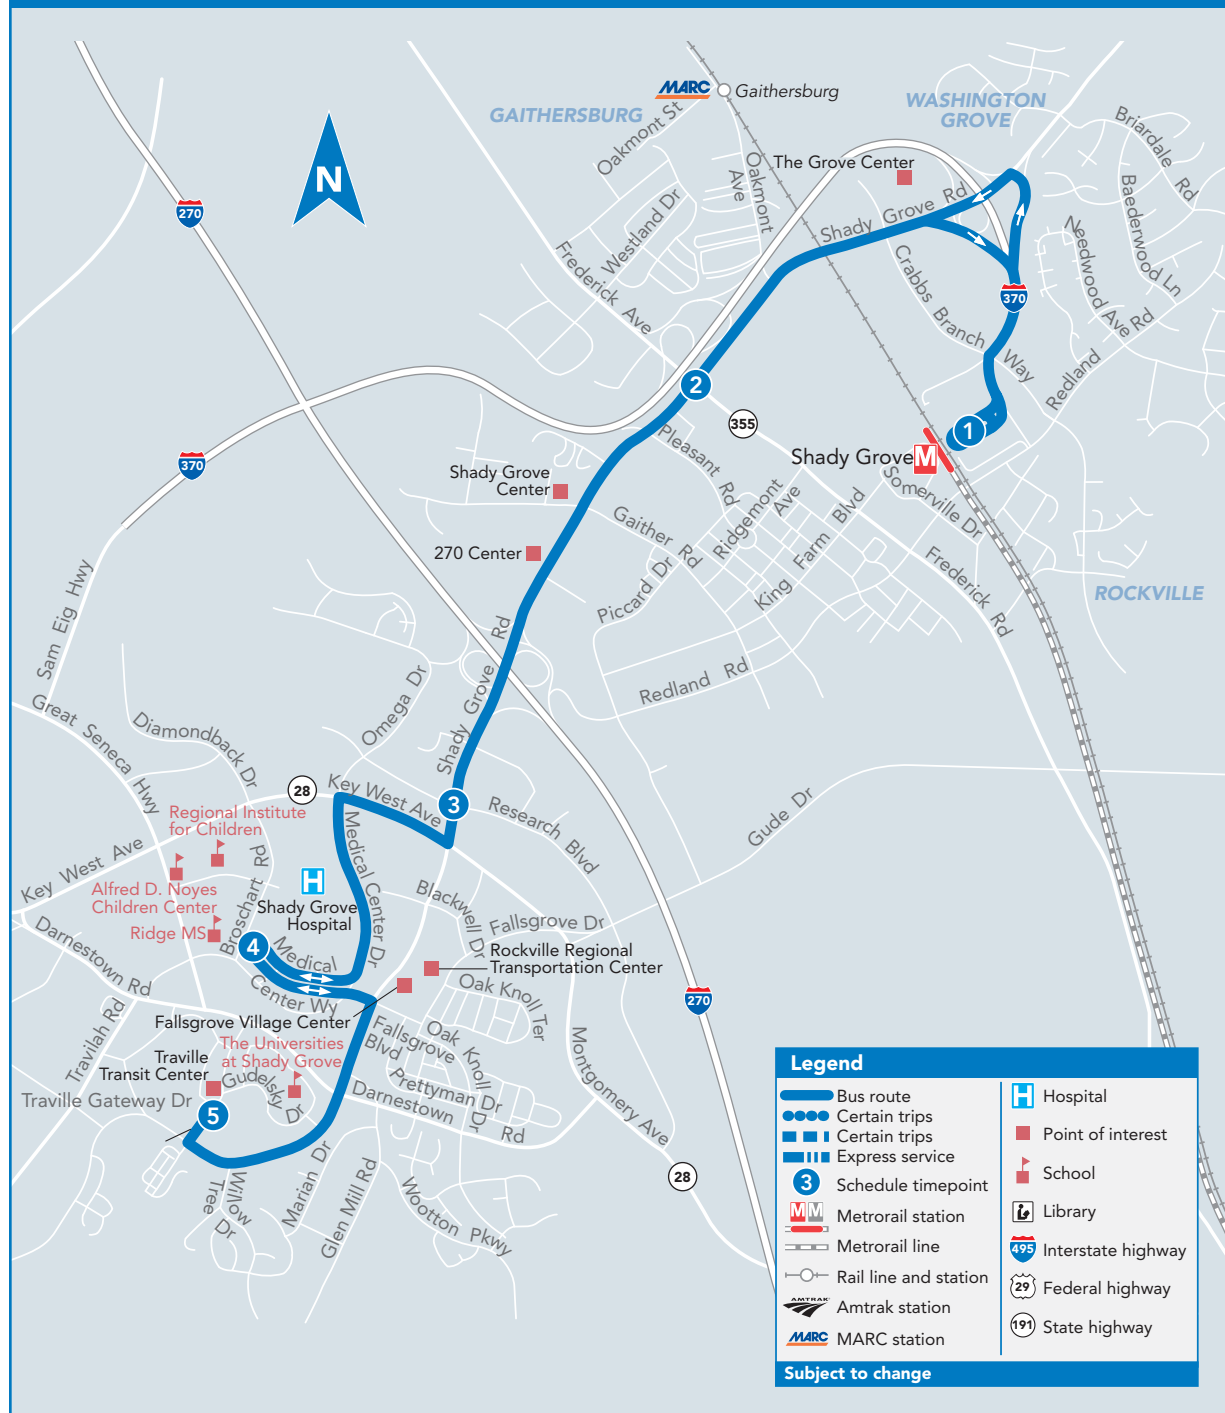 MARC
Gaithersburg
GAITHERSBURG
WASHINGTON
GROVE
Oakmont St
Oakmont
Ave
Briardale
Rd
Baederwood
Ln
The Grove Center
N
270
Westland Dr
Shady Grove Rd
Needwood
Ave
Rd
Frederick Ave
Crabbs
Branch
Way
370
Redland
2
355
1
Shady Grove
M
370
Pleasant
Rd
Shady Grove
Center
Somerville Dr
Ridgemont
Ave
Gaither
Rd
King Farm Blvd
270 Center
Piccard Dr
Frederick
Rd
ROCKVILLE
Sam Eig Hwy
Shady Grove Rd
Redland Rd
Omega Dr
Great Seneca Hwy
Diamondback Dr
28
Key West Ave
3
Research
Blvd
Gude Dr
Regional Institute
for Children
Medical Center Dr
Key West Ave
Broschart Rd
Alfred D. Noyes
Children Center
H
Shady Grove
Hospital
Blackwell
Dr
Fallsgrove Dr
Ridge MS
4
Medical
Center Wy
Rockville Regional
Transportation Center
Darnestown Rd
Oak Knoll Ter
270
Travilah Rd
Fallsgrove Village Center
Fallsgrove
Blvd
Oak Knoll
Dr
The Universities
at Shady Grove
Traville
Transit Center
Gudelsky
Dr
Prettyman Dr
Montgomery Ave
Traville Gateway Dr
5
Darnestown
Rd
28
Willow
Tree
Dr
Marian Dr
Glen Mill Rd
Wootton Pkwy
Legend
Bus route
Certain trips
Certain trips
Express service
3 Schedule timepoint
MM Metrorail station
Metrorail line
Rail line and station
AMTRAK Amtrak station
MARC MARC station
H Hospital
Point of interest
School
Library
495 Interstate highway
29 Federal highway
191 State highway
Subject to change